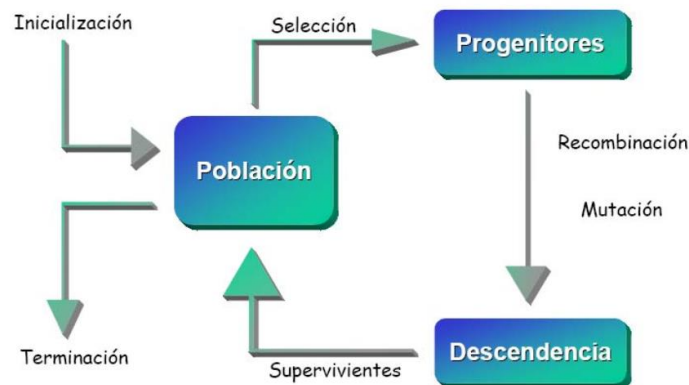 Inicialización
Selección
Progenitores
Población
Recombinación
Mutación
Terminación
Supervivientes
Descendencia